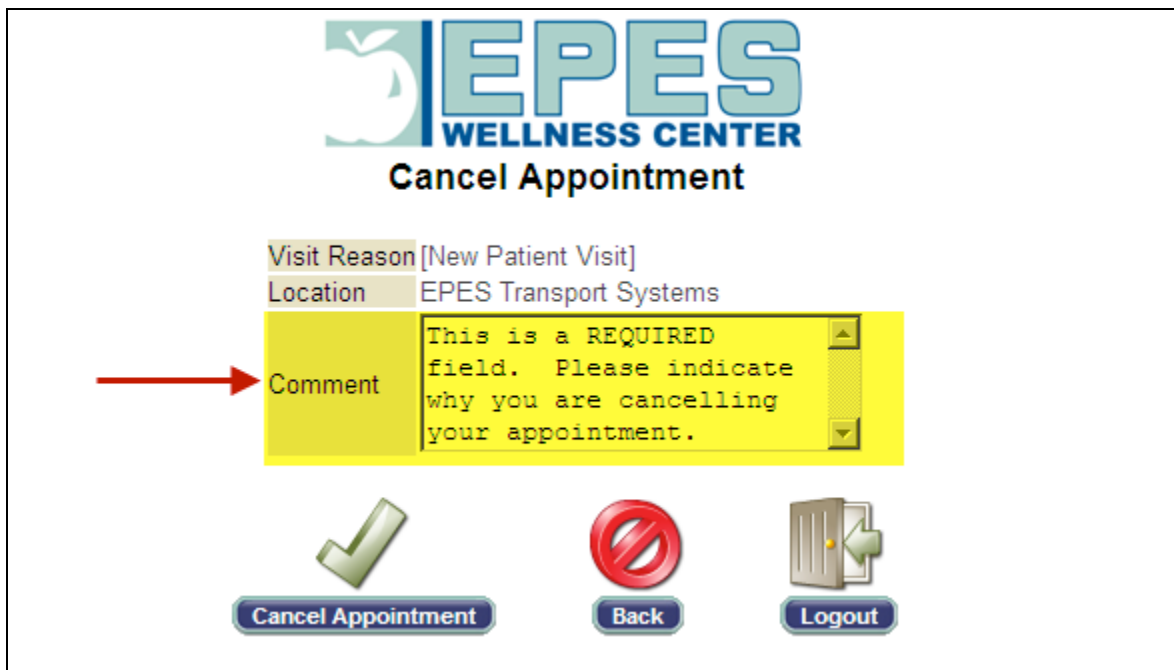 EPES
WELLNESS CENTER
Cancel Appointment
Visit Reason [New Patient Visit]
Location EPES Transport Systems
Comment
This is a REQUIRED
field.  Please indicate
why you are cancelling
your appointment.
Cancel Appointment Back Logout